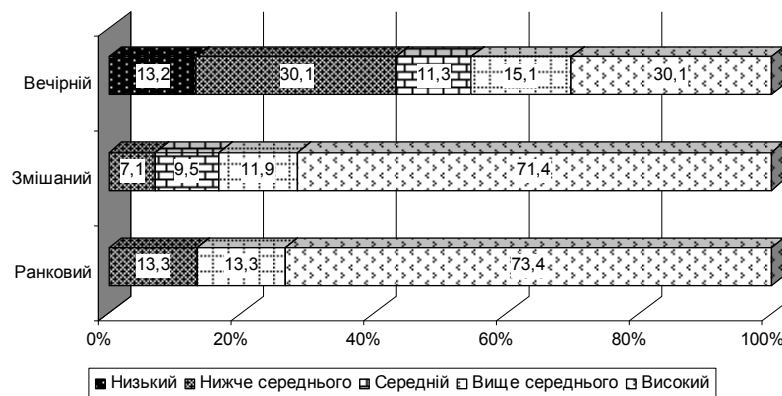 Вечірній
13,2 30,1 11,3 15,1 30,1
Змішаний
7,1 9,5 11,9 71,4
Ранковий
13,3 13,3 73,4
0% 20% 40% 60% 80% 100%
Низький Нижче середнього Середній Вище середнього Високий